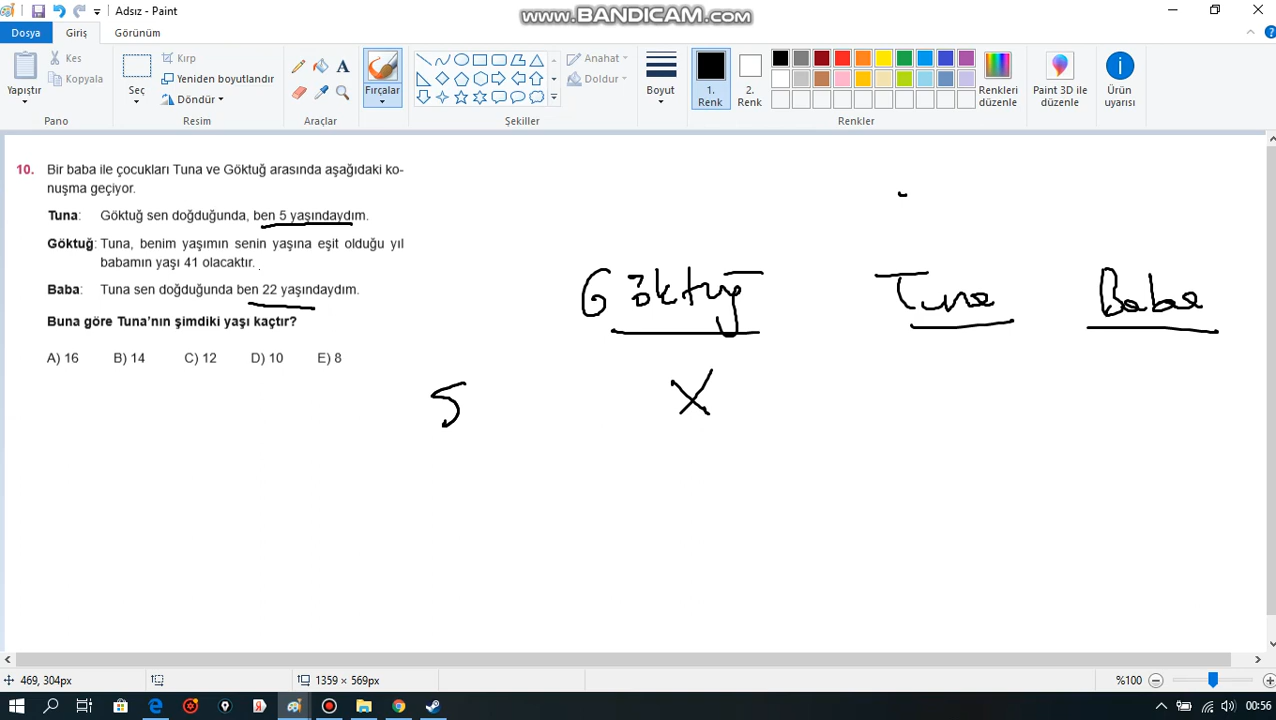 Adsız - Paint
www.BANDICAM.com
Dosya
Giriş
Görünüm
Yapıştır
Kes
Kopyala
Pano
Seç
Kırp
Yeniden boyutlandır
Döndür
Resim
Araçlar
Fırçalar
Anahat
Doldur
Şekiller
Boyut
1.
Renk
2.
Renk
Renkleri
düzenle
Renkler
Paint 3D ile
düzenle
Ürün
uyarısı
10. Bir baba ile çocukları Tuna ve Göktuğ arasında aşağıdaki ko-
nuşma geçiyor.
Tuna: Göktuğ sen doğduğunda, ben 5 yaşındaydım.
Göktuğ: Tuna, benim yaşımın senin yaşına eşit olduğu yıl
babamın yaşı 41 olacaktır.
Baba: Tuna sen doğduğunda ben 22 yaşındaydım.
Buna göre Tuna'nın şimdiki yaşı kaçtır?
A) 16 B) 14 C) 12 D) 10 E) 8
Göktuğ Tuna Baba
5 X
469, 304px
1359 × 569px
%100
00:56